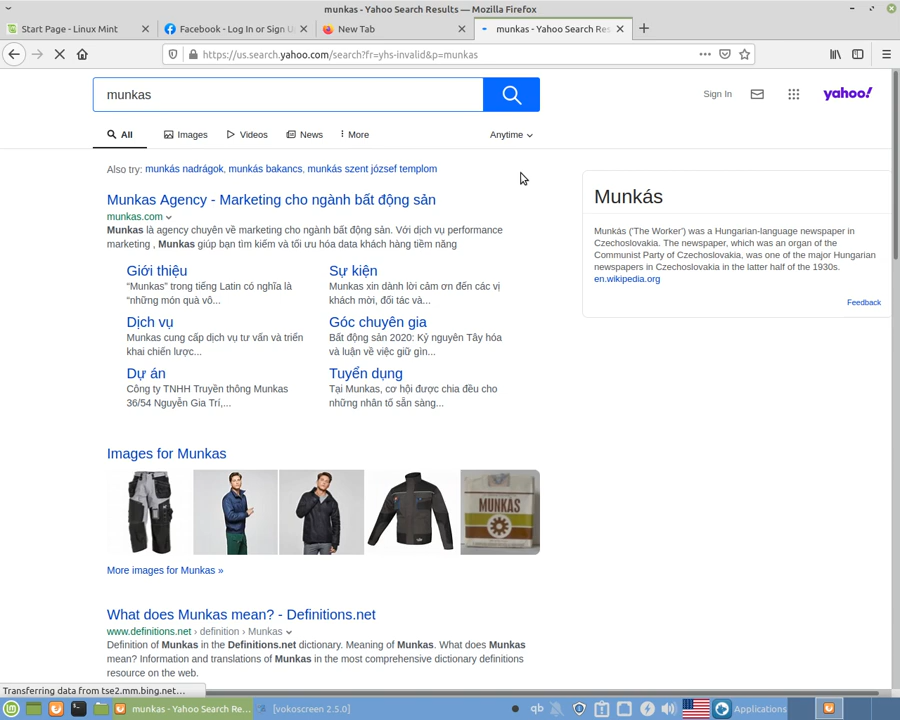 munkas - Yahoo Search Results — Mozilla Firefox
Start Page - Linux Mint
Facebook - Log In or Sign U
New Tab
munkas - Yahoo Search Res
https://us.search.yahoo.com/search?fr=yhs-invalid&p=munkas
munkas
Sign In
yahoo!
All
Images
Videos
News
More
Anytime
Also try: munkás nadrágok, munkás bakancs, munkás szent józsef templom
Munkas Agency - Marketing cho ngành bất động sản
munkas.com
Munkas là agency chuyên về marketing cho ngành bất động sản. Với dịch vụ performance
marketing , Munkas giúp bạn tìm kiếm và tối ưu hóa data khách hàng tiềm năng
Giới thiệu
“Munkas” trong tiếng Latin có nghĩa là
“những món quà vô...
Sự kiện
Munkas xin dành lời cảm ơn đến các vị
khách mời, đối tác và...
Dịch vụ
Munkas cung cấp dịch vụ tư vấn và triển
khai chiến lược...
Góc chuyên gia
Bất động sản 2020: Kỷ nguyên Tây hóa
và luận về việc giữ gìn...
Dự án
Công ty TNHH Truyền thông Munkas
36/54 Nguyễn Gia Trí,...
Tuyển dụng
Tại Munkas, cơ hội được chia đều cho
những nhân tố sẵn sàng...
Munkás
Munkás ('The Worker') was a Hungarian-language newspaper in
Czechoslovakia. The newspaper, which was an organ of the
Communist Party of Czechoslovakia, was one of the major Hungarian
newspapers in Czechoslovakia in the latter half of the 1930s.
en.wikipedia.org
Feedback
Images for Munkas
MUNKAS
More images for Munkas »
What does Munkas mean? - Definitions.net
www.definitions.net › definition › Munkas
Definition of Munkas in the Definitions.net dictionary. Meaning of Munkas. What does Munkas
mean? Information and translations of Munkas in the most comprehensive dictionary definitions
resource on the web.
Transferring data from tse2.mm.bing.net...
munkas - Yahoo Search Re...
[vokoscreen 2.5.0]
qb
Applications